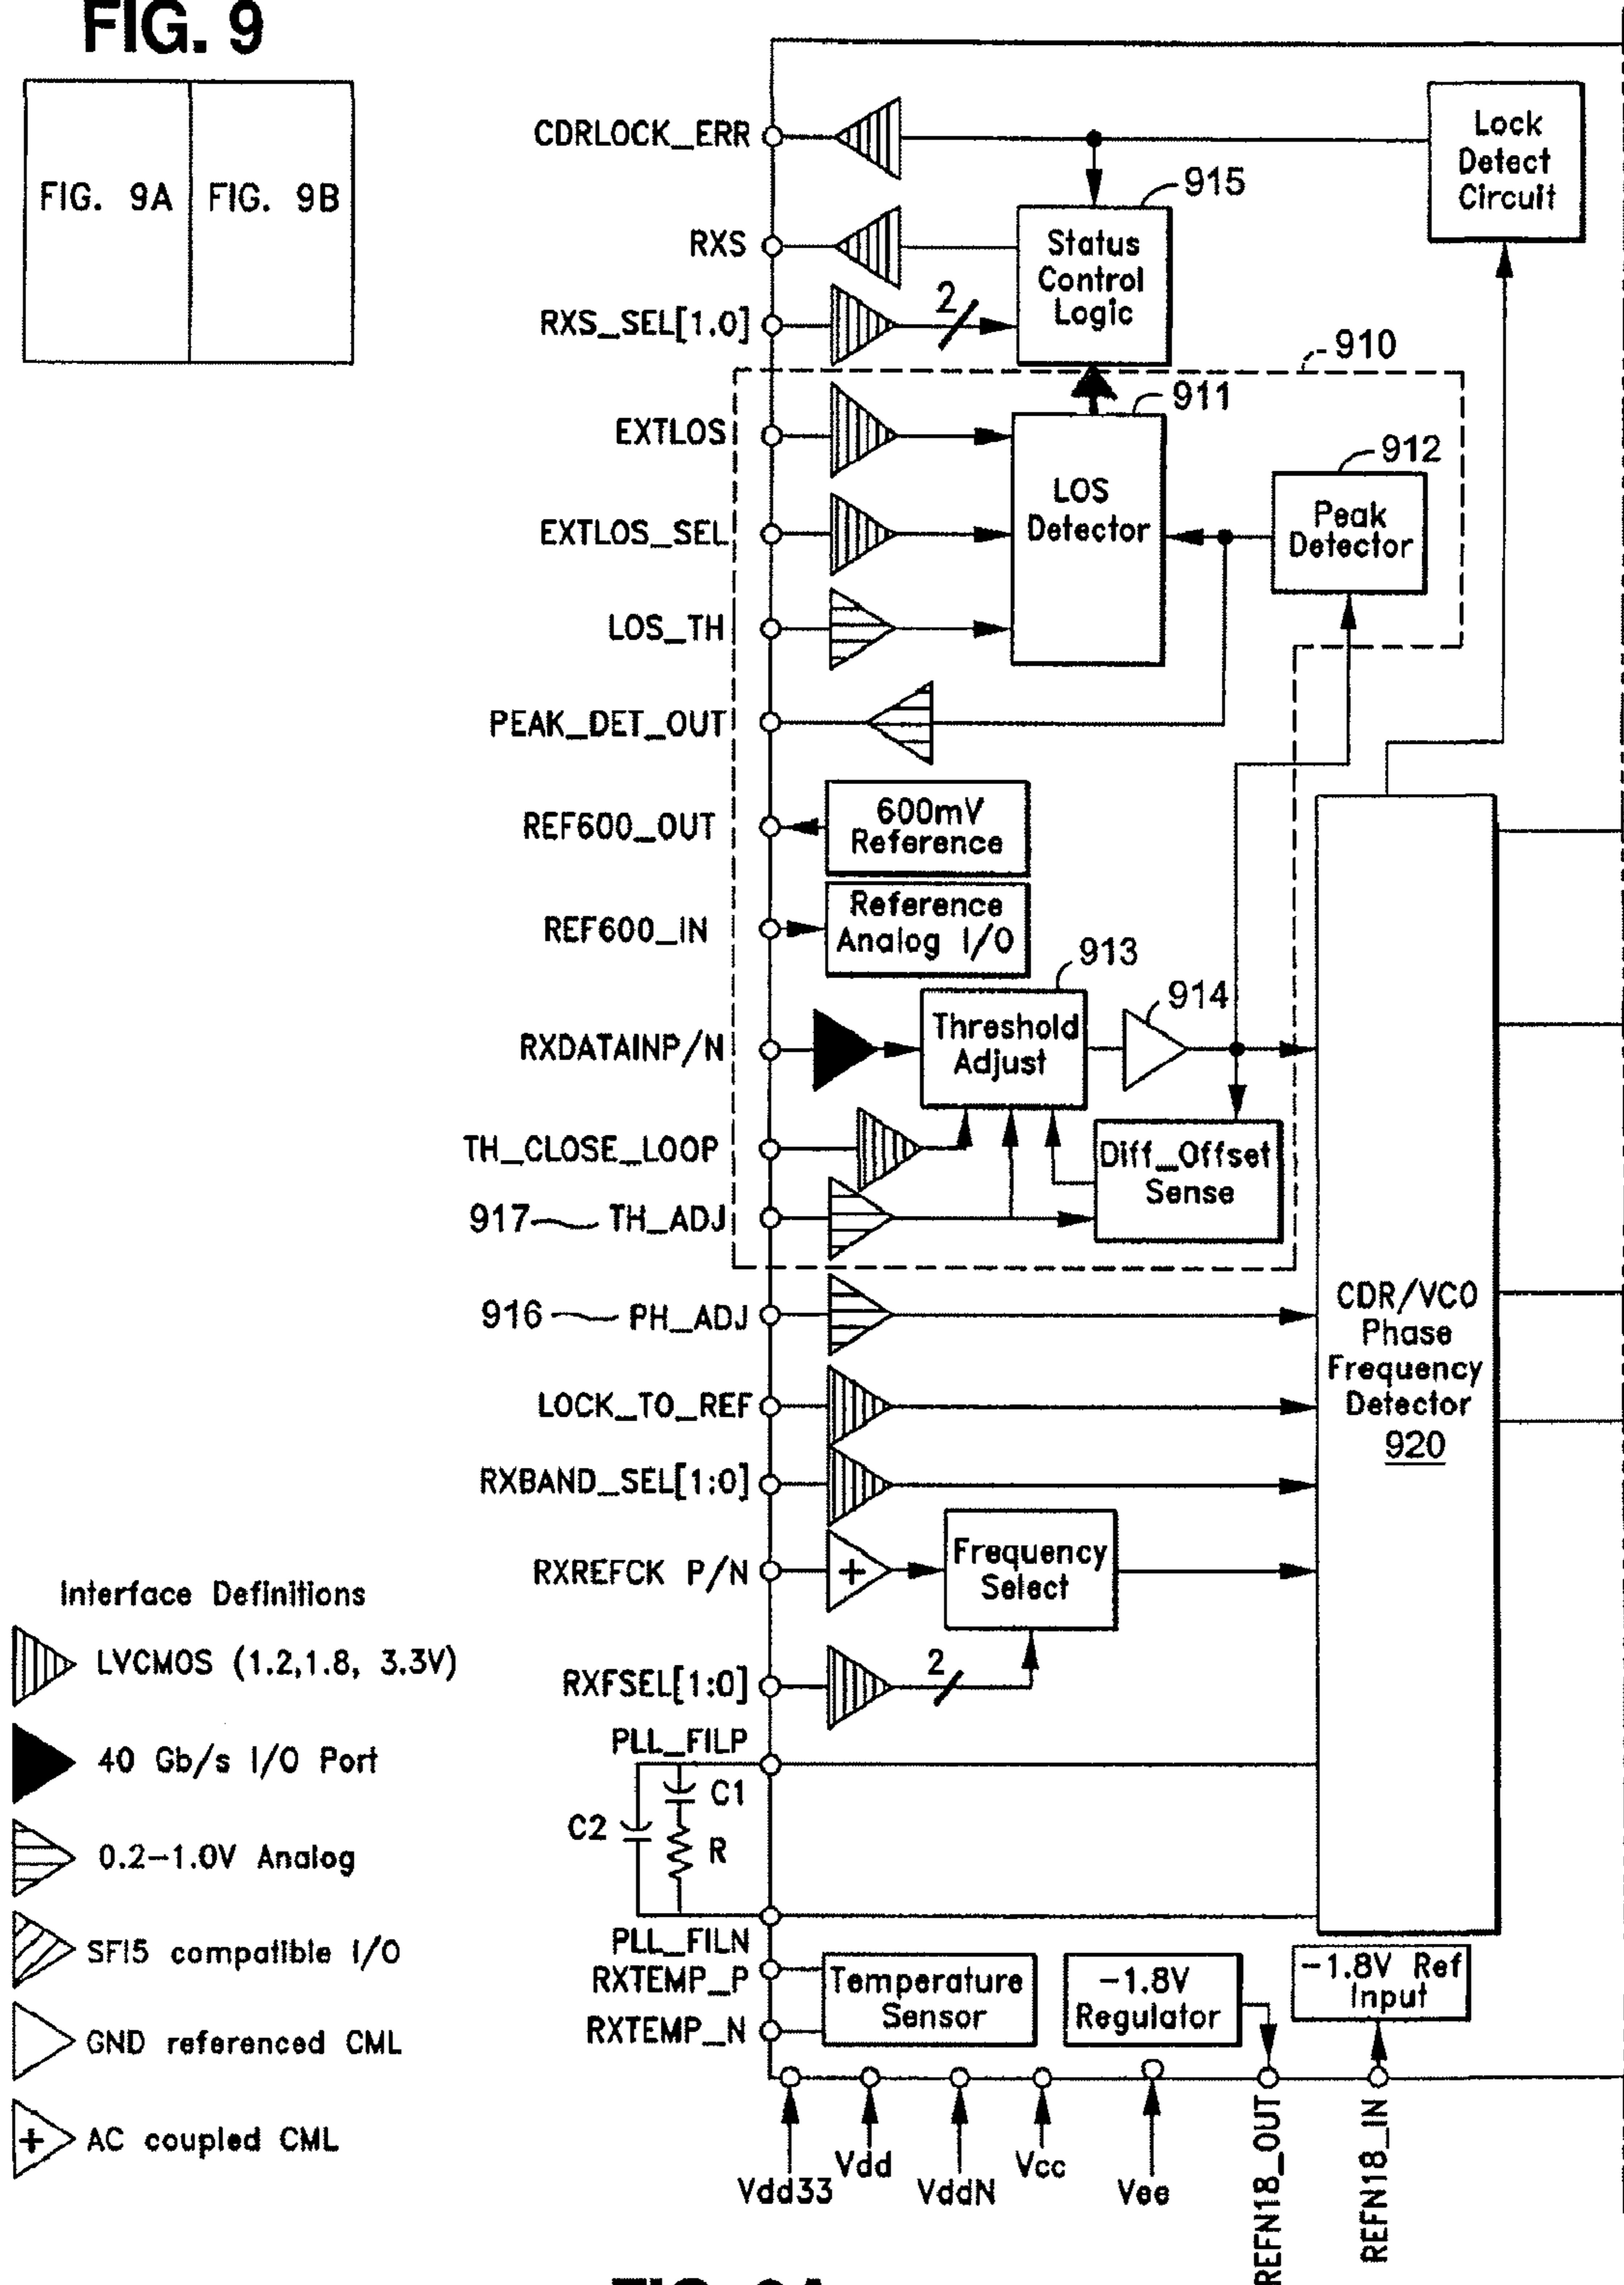 FIG. 9
FIG. 9A
FIG. 9B
CDRLOCK_ERR
Lock
Detect
Circuit
915
RXS
Status
Control
Logic
RXS_SEL[1,0]
2
910
911
EXTLOS
912
LOS
Detector
Peak
Detector
EXTLOS_SEL
LOS_TH
PEAK_DET_OUT
REF600_OUT
600mV
Reference
REF600_IN
Reference
Analog I/O
913
914
RXDATAINP/N
Threshold
Adjust
TH_CLOSE_LOOP
Diff_Offset
Sense
917
TH_ADJ
916
PH_ADJ
CDR/VCO
Phase
Frequency
Detector
920
LOCK_TO_REF
RXBAND_SEL[1:0]
RXREFCK P/N
+
Frequency
Select
RXFSEL[1:0]
2
PLL_FILP
C1
C2
R
PLL_FILN
RXTEMP_P
RXTEMP_N
Temperature
Sensor
-1.8V
Regulator
-1.8V Ref
Input
Vdd33
Vdd
VddN
Vcc
Vee
REFN18_OUT
REFN18_IN
Interface Definitions
LVCMOS (1.2,1.8, 3.3V)
40 Gb/s I/O Port
0.2-1.0V Analog
SFI5 compatible I/O
GND referenced CML
+
AC coupled CML